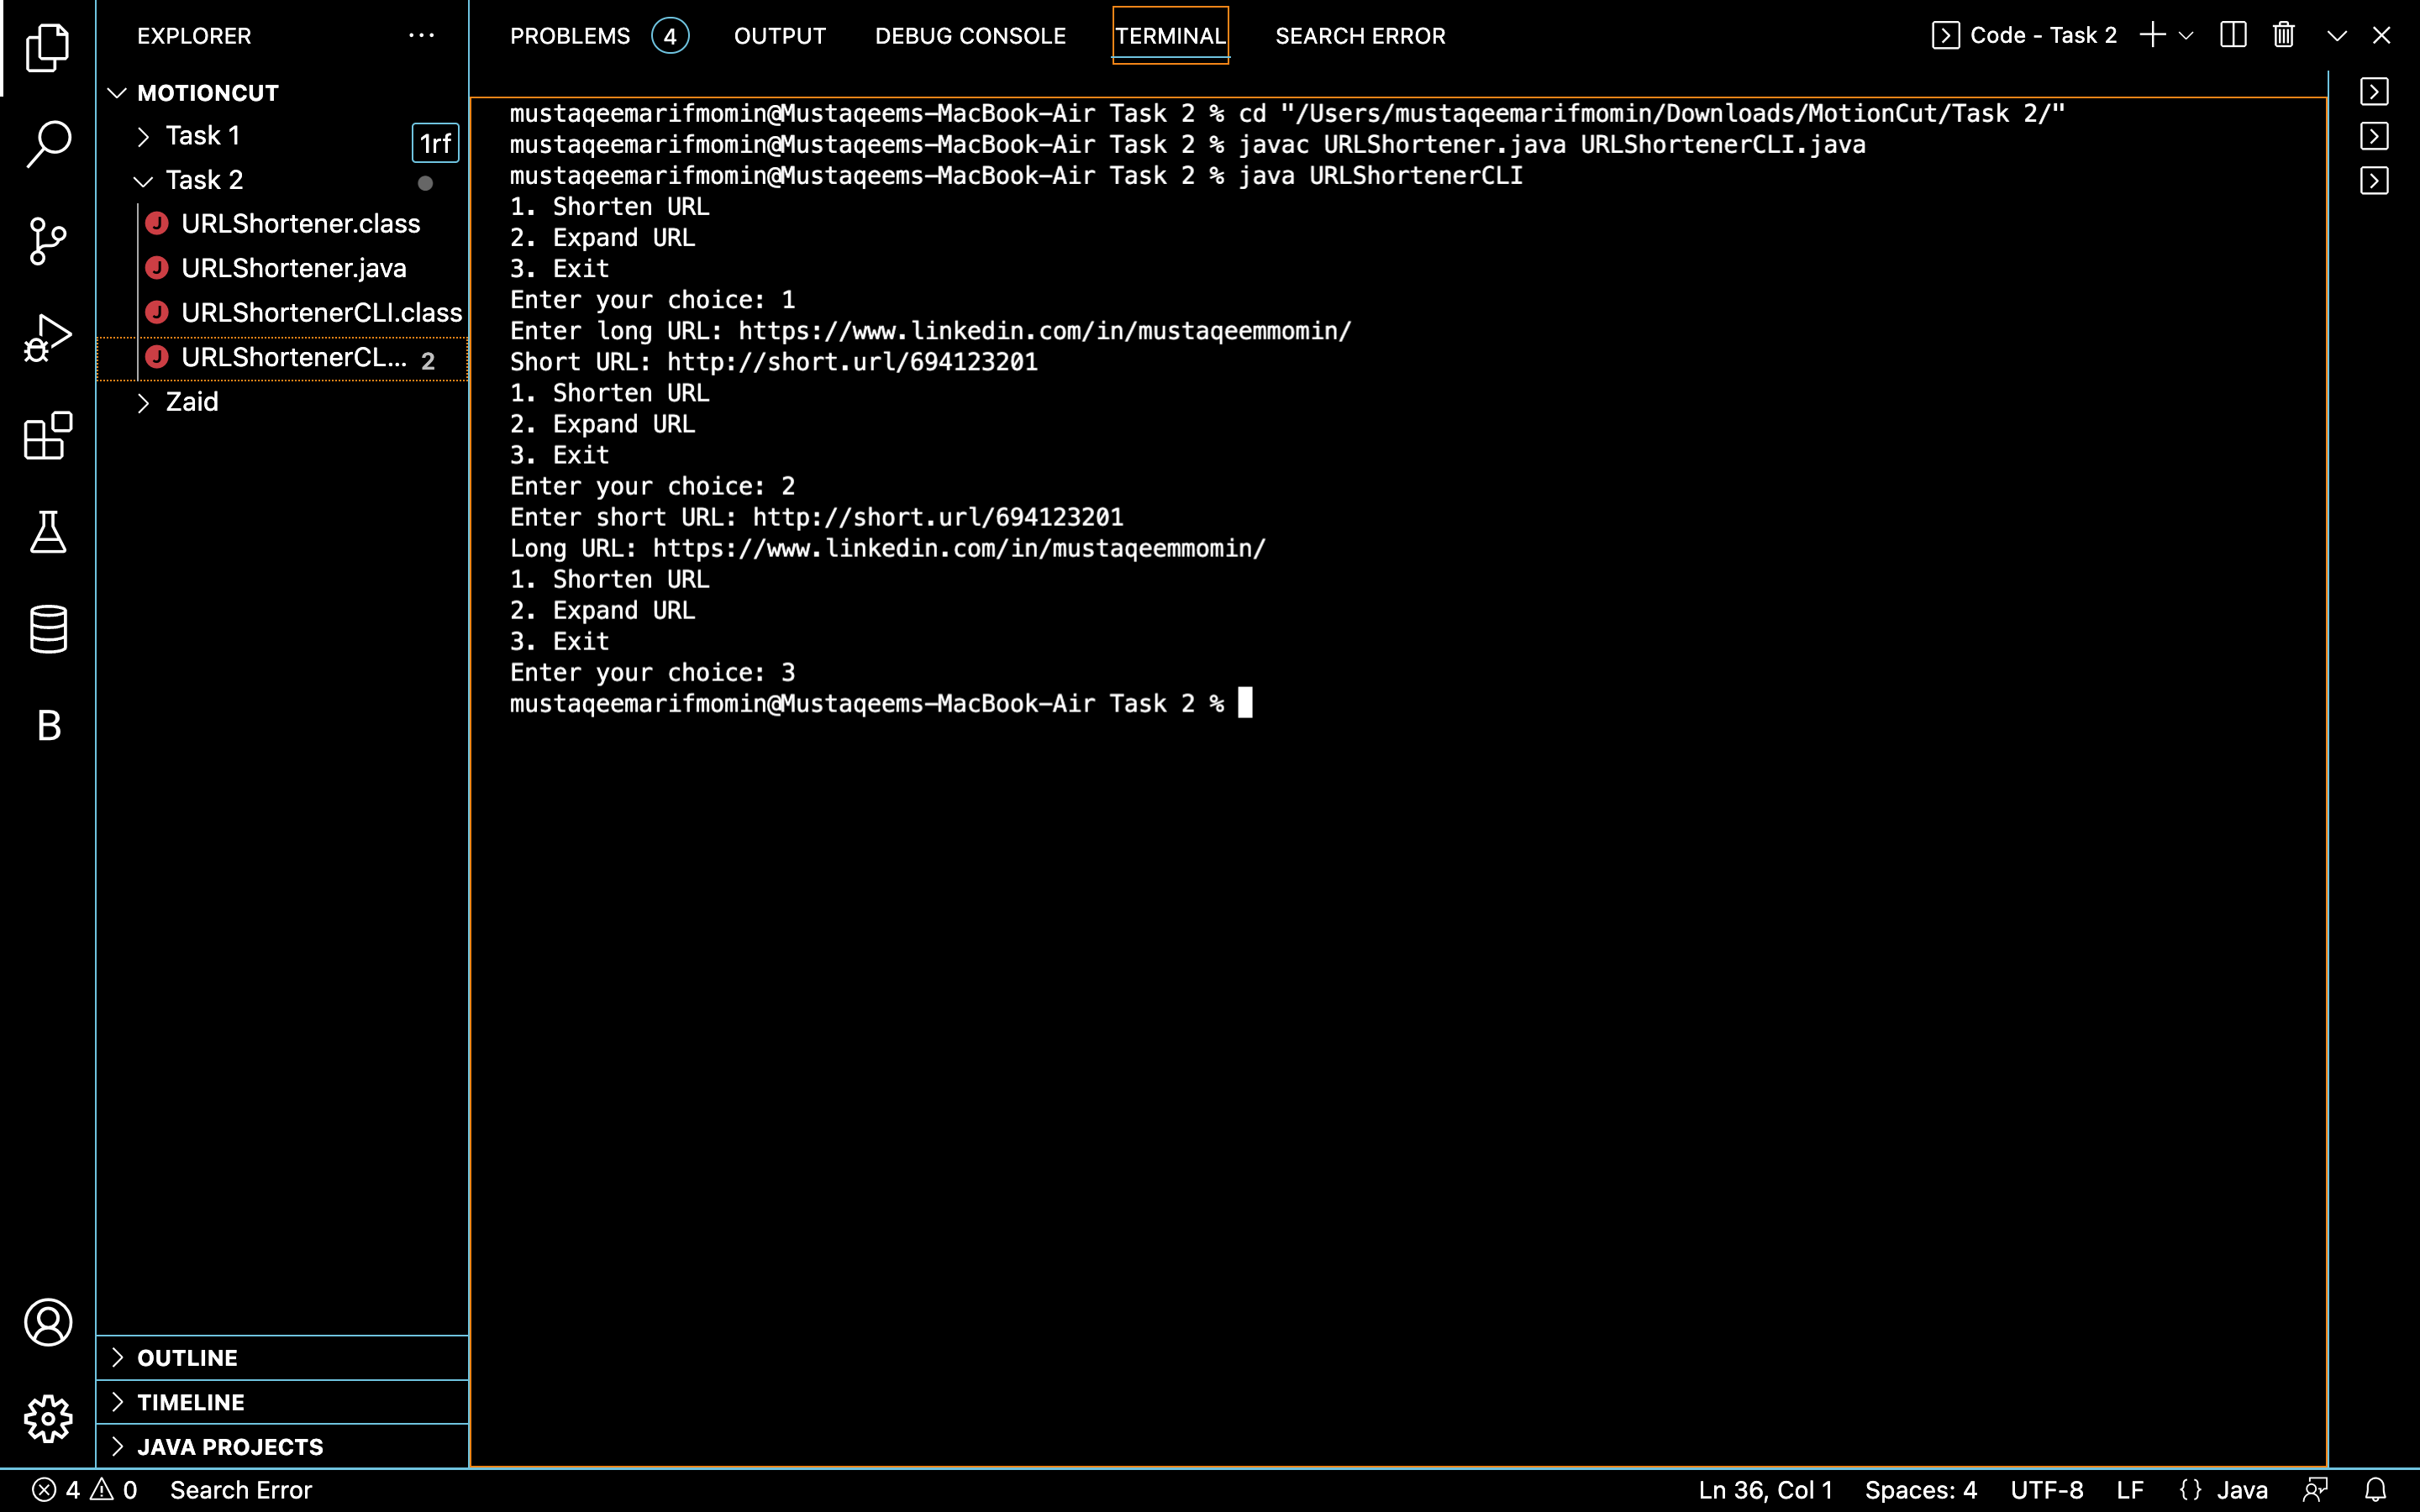 EXPLORER
MOTIONCUT
Task 1
1rf
Task 2
URLShortener.class
URLShortener.java
URLShortenerCLI.class
URLShortenerCL... 2
Zaid
B
OUTLINE
TIMELINE
JAVA PROJECTS
PROBLEMS 4 OUTPUT DEBUG CONSOLE TERMINAL SEARCH ERROR
Code - Task 2
mustaqeemarifmomin@Mustaqeems-MacBook-Air Task 2 % cd "/Users/mustaqeemarifmomin/Downloads/MotionCut/Task 2/"
mustaqeemarifmomin@Mustaqeems-MacBook-Air Task 2 % javac URLShortener.java URLShortenerCLI.java
mustaqeemarifmomin@Mustaqeems-MacBook-Air Task 2 % java URLShortenerCLI
1. Shorten URL
2. Expand URL
3. Exit
Enter your choice: 1
Enter long URL: https://www.linkedin.com/in/mustaqeemmomin/
Short URL: http://short.url/694123201
1. Shorten URL
2. Expand URL
3. Exit
Enter your choice: 2
Enter short URL: http://short.url/694123201
Long URL: https://www.linkedin.com/in/mustaqeemmomin/
1. Shorten URL
2. Expand URL
3. Exit
Enter your choice: 3
mustaqeemarifmomin@Mustaqeems-MacBook-Air Task 2 %
4 0 Search Error
Ln 36, Col 1 Spaces: 4 UTF-8 LF {} Java